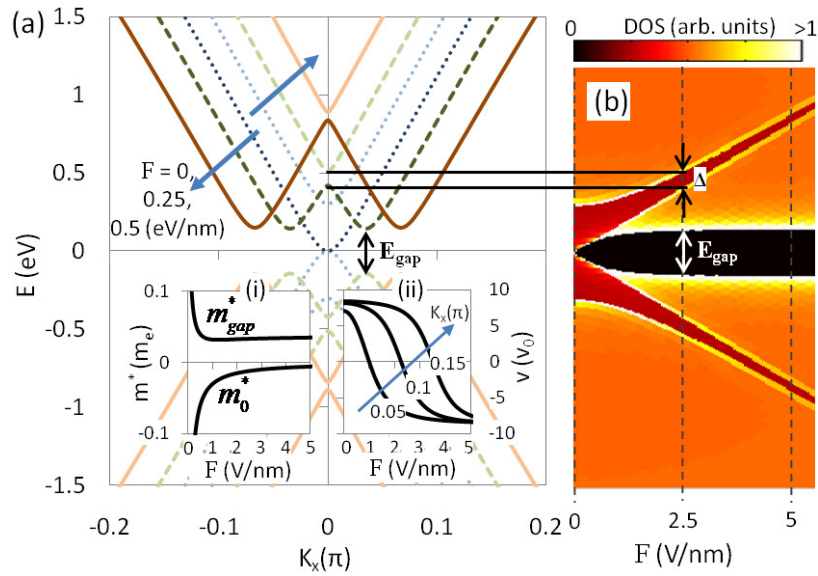 (a)
1.5
1
0.5
0
-0.5
-1
-1.5
E (eV)
F = 0,
0.25,
0.5 (eV/nm)
E_gap
-0.2
-0.1
0
0.1
0.2
K_x(π)
(i)
0.1
0
-0.1
m* (m_e)
m*_gap
m*_0
0 1 2 3 4 5
F (V/nm)
(ii)
K_x(π)
0.15
0.1
0.05
10
5
0
-5
-10
v (v_0)
0 1 2 3 4 5
F (V/nm)
0 DOS (arb. units) >1
(b)
Δ
E_gap
0 2.5 5
F (V/nm)